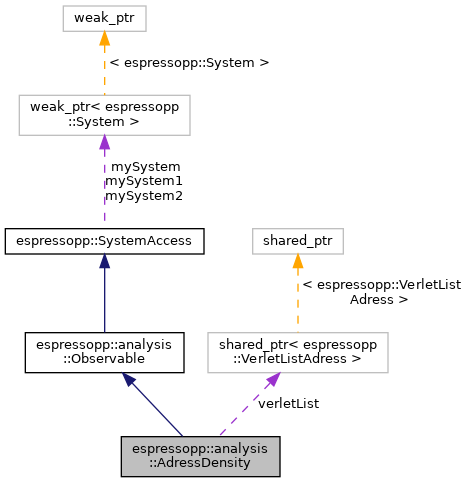 weak_ptr
< espressopp::System >
weak_ptr< espressopp
::System >
mySystem
mySystem1
mySystem2
espressopp::SystemAccess
shared_ptr
< espressopp::VerletList
Adress >
espressopp::analysis
::Observable
shared_ptr< espressopp
::VerletListAdress >
verletList
espressopp::analysis
::AdressDensity